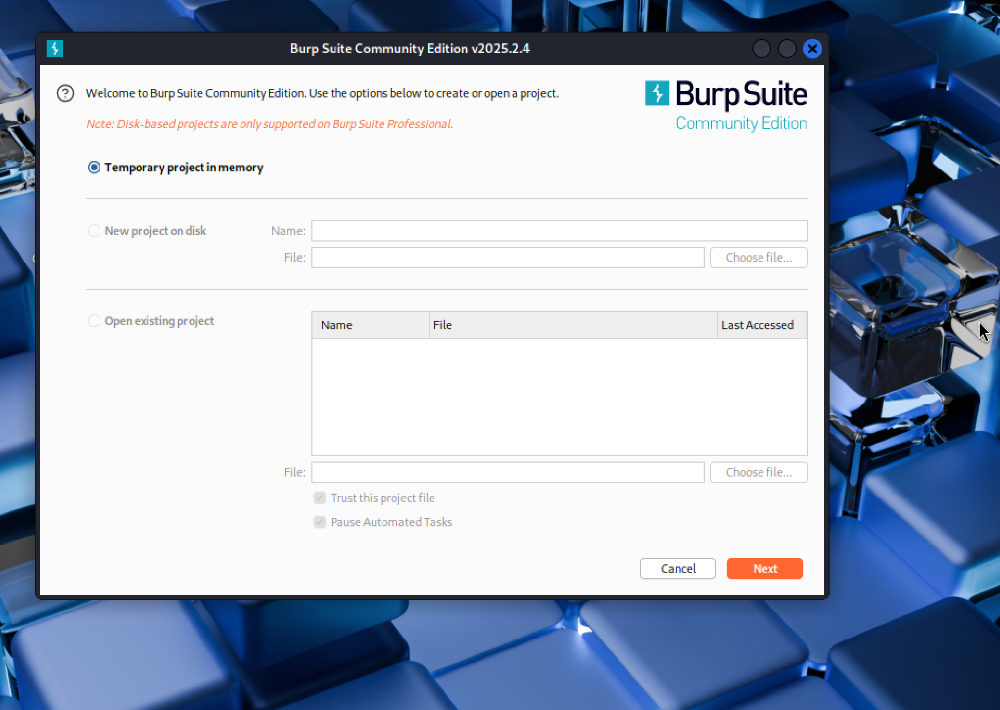 Burp Suite Community Edition v2025.2.4
Welcome to Burp Suite Community Edition. Use the options below to create or open a project.
Burp Suite
Community Edition
Note: Disk-based projects are only supported on Burp Suite Professional.
Temporary project in memory
New project on disk
Name:
File:
Choose file...
Open existing project
Name File Last Accessed
File:
Choose file...
Trust this project file
Pause Automated Tasks
Cancel
Next